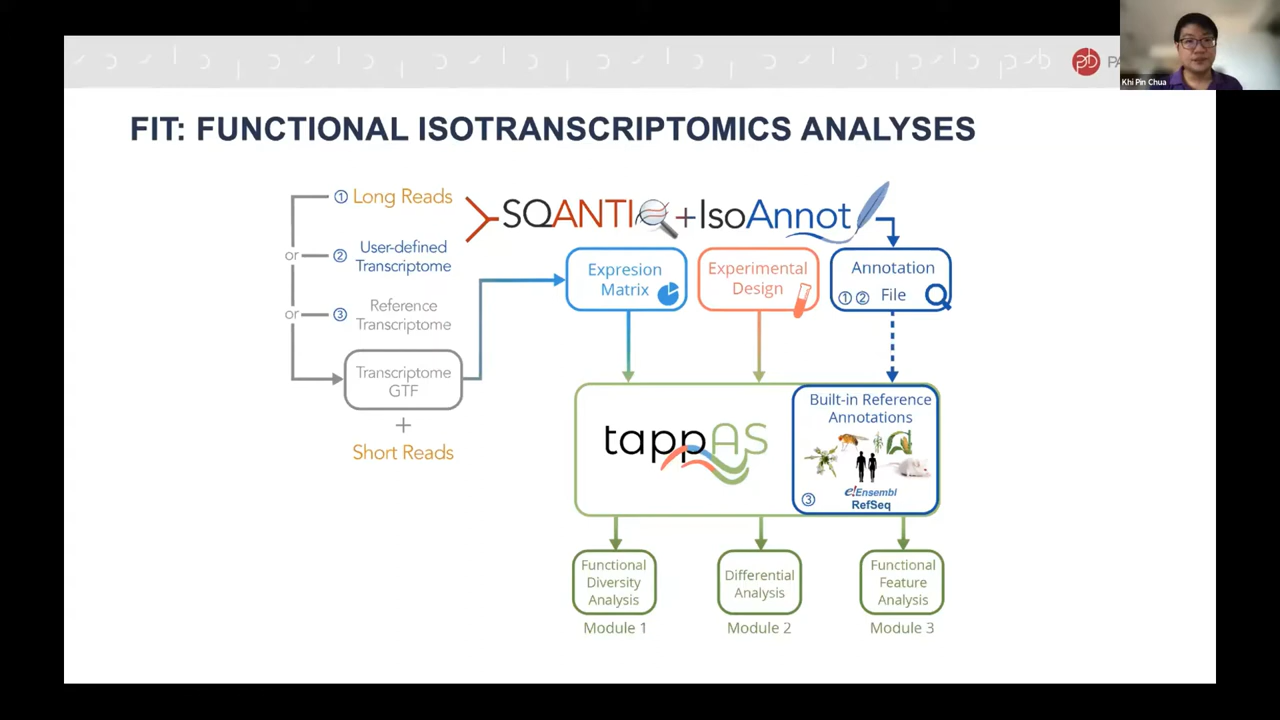 PA
Khi Pin Chua
FIT: FUNCTIONAL ISOTRANSCRIPTOMICS ANALYSES
① Long Reads
or
② User-defined
Transcriptome
or
③ Reference
Transcriptome
Transcriptome
GTF
+
Short Reads
SQANTI +IsoAnnot
Expresion
Matrix
Experimental
Design
Annotation
① ② File
tappAS
Built-in Reference
Annotations
③
e!Ensembl
RefSeq
Functional
Diversity
Analysis
Module 1
Differential
Analysis
Module 2
Functional
Feature
Analysis
Module 3